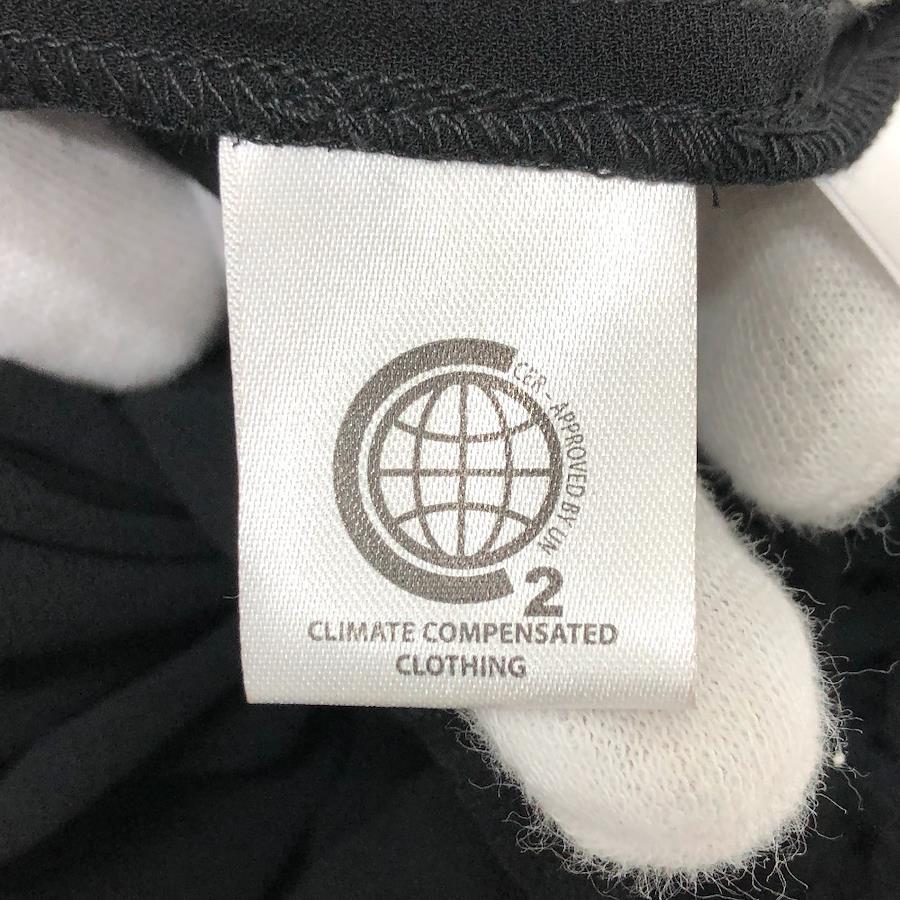 CER - APPROVED BY UN
2
CLIMATE COMPENSATED
CLOTHING